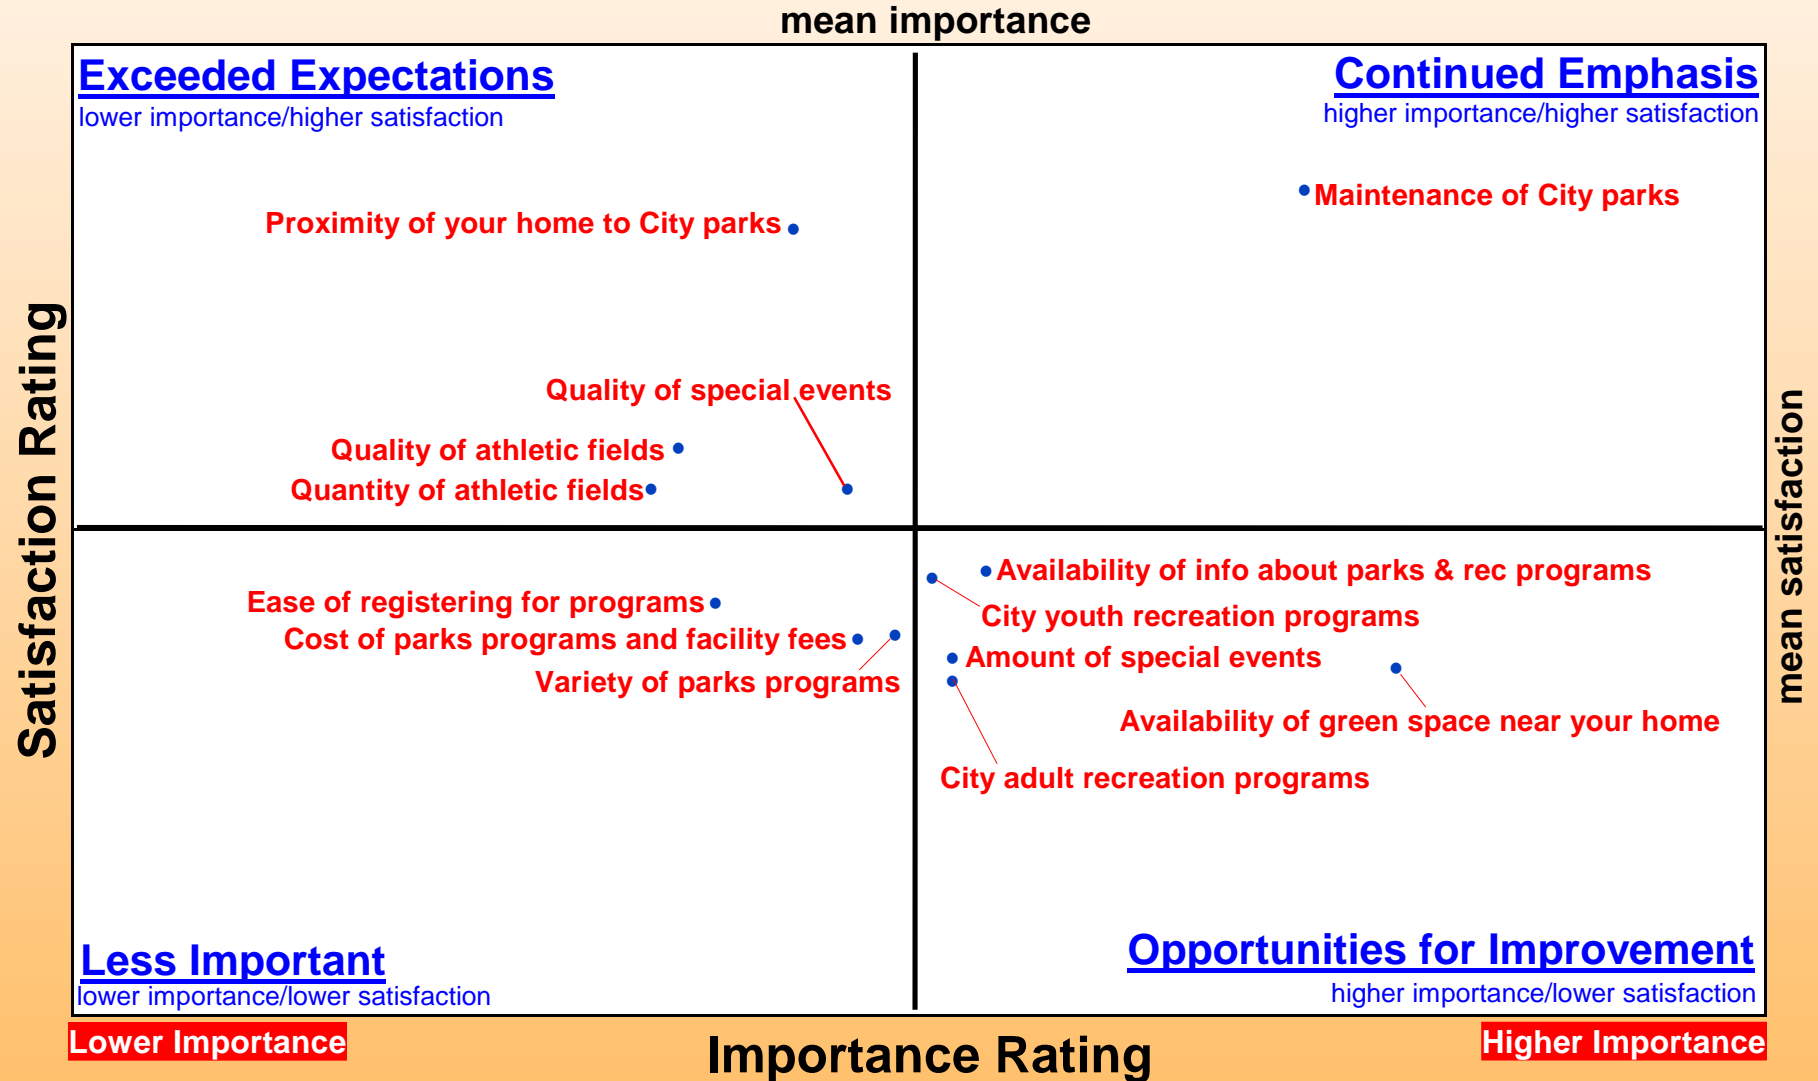 mean importance
Exceeded Expectations
lower importance/higher satisfaction
Continued Emphasis
higher importance/higher satisfaction
Maintenance of City parks
Proximity of your home to City parks
Quality of special events
Quality of athletic fields
Quantity of athletic fields
Satisfaction Rating
mean satisfaction
Availability of info about parks & rec programs
City youth recreation programs
Ease of registering for programs
Cost of parks programs and facility fees
Variety of parks programs
Amount of special events
Availability of green space near your home
City adult recreation programs
Less Important
lower importance/lower satisfaction
Opportunities for Improvement
higher importance/lower satisfaction
Lower Importance
Importance Rating
Higher Importance